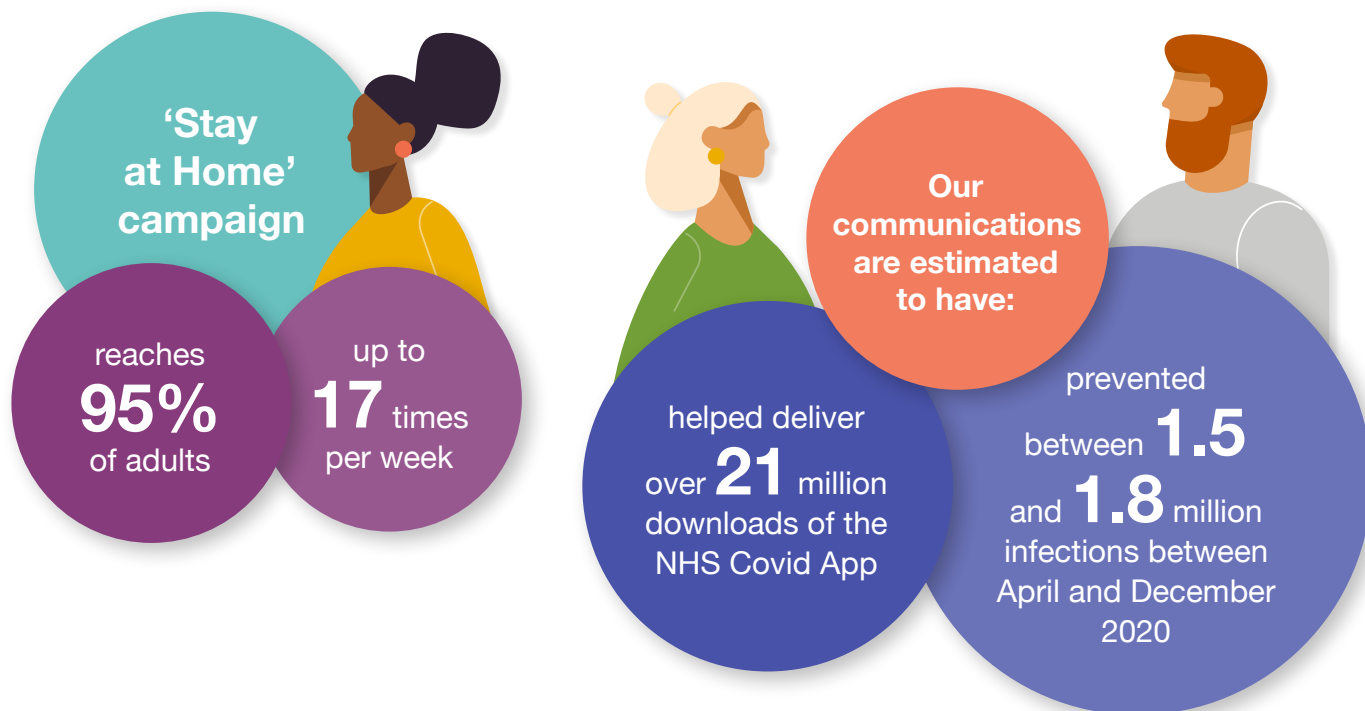 ‘Stay
at Home’
campaign
reaches
95%
of adults
up to
17 times
per week
Our
communications
are estimated
to have:
helped deliver
over 21 million
downloads of the
NHS Covid App
prevented
between 1.5
and 1.8 million
infections between
April and December
2020